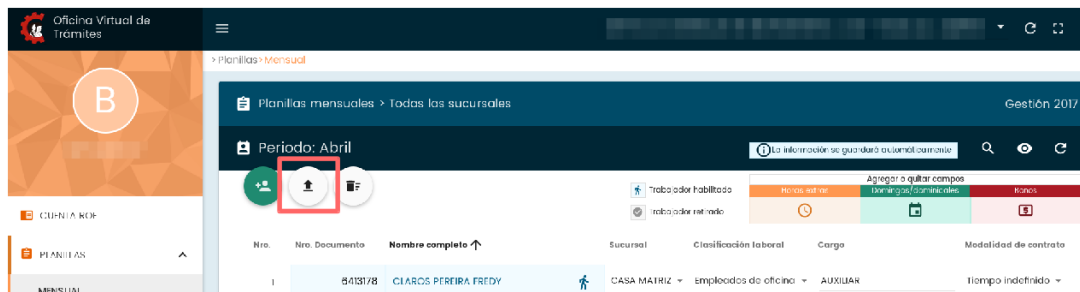 Oficina Virtual de
Trámites
> Planillas > Mensual
B
Planillas mensuales > Todas las sucursales
Gestión 2017
Periodo: Abril
La información se guardará automáticamente
Agregar o quitar campos
Trabajador habilitado
Horas extras
Domingos/dominicales
Bonos
Trabajador retirado
CUENTA ROE
PLANILLAS
Nro.
Nro. Documento
Nombre completo
Sucursal
Clasificación laboral
Cargo
Modalidad de contrato
1
6413178
CLAROS PEREIRA FREDY
CASA MATRIZ
Empleados de oficina
AUXILIAR
Tiempo indefinido
MENSUAL